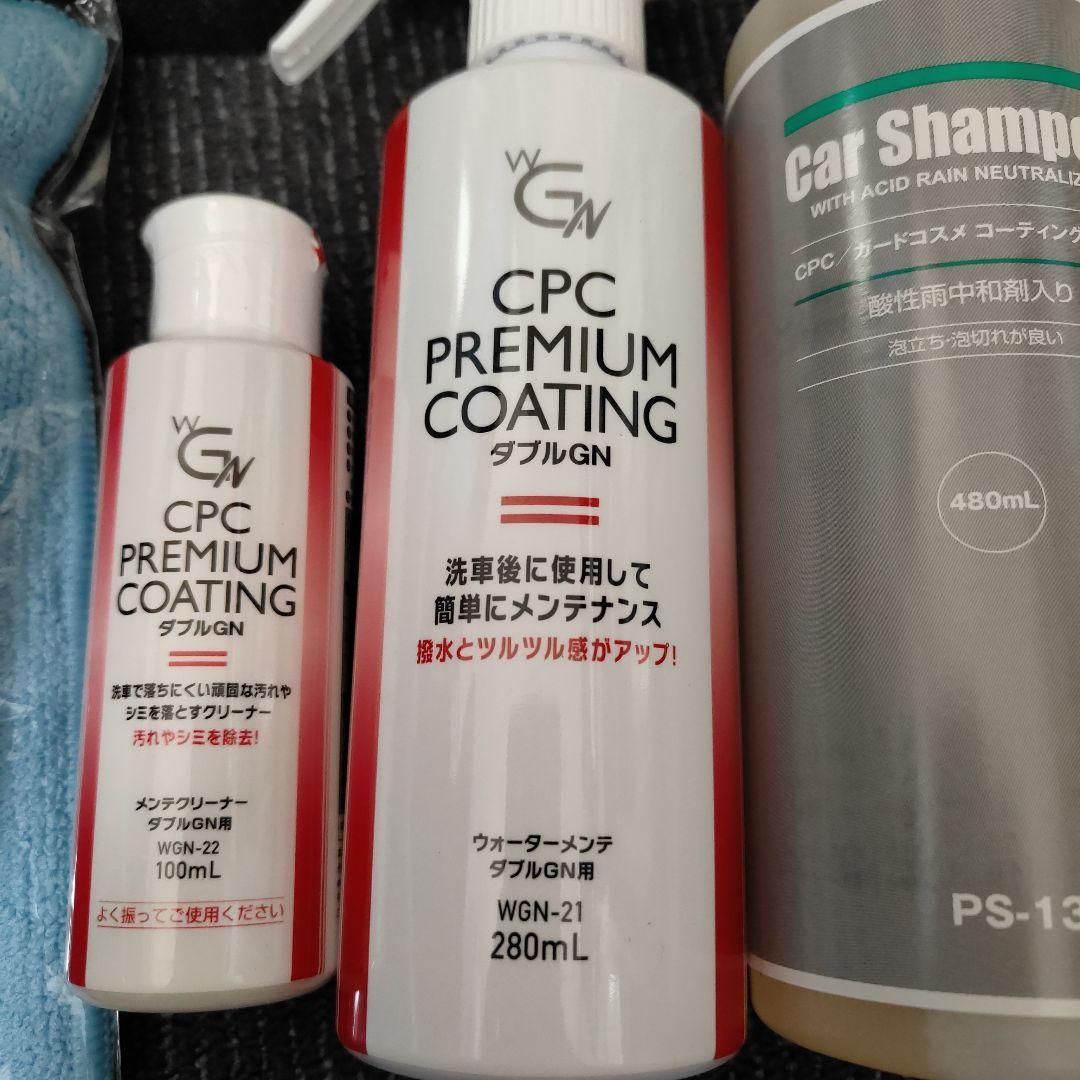 WGN
CPC
PREMIUM
COATING
ダブルGN
洗車で落ちにくい頑固な汚れや
シミを落とすクリーナー
汚れやシミを除去!
メンテクリーナー
ダブルGN用
WGN-22
100mL
よく振ってご使用ください
WGN
CPC
PREMIUM
COATING
ダブルGN
洗車後に使用して
簡単にメンテナンス
撥水とツルツル感がアップ!
ウォーターメンテ
ダブルGN用
WGN-21
280mL
Car Shampo
WITH ACID RAIN NEUTRALIZ
CPC/ガードコスメ コーティング
酸性雨中和剤入り
泡立ち・泡切れが良い
480mL
PS-13